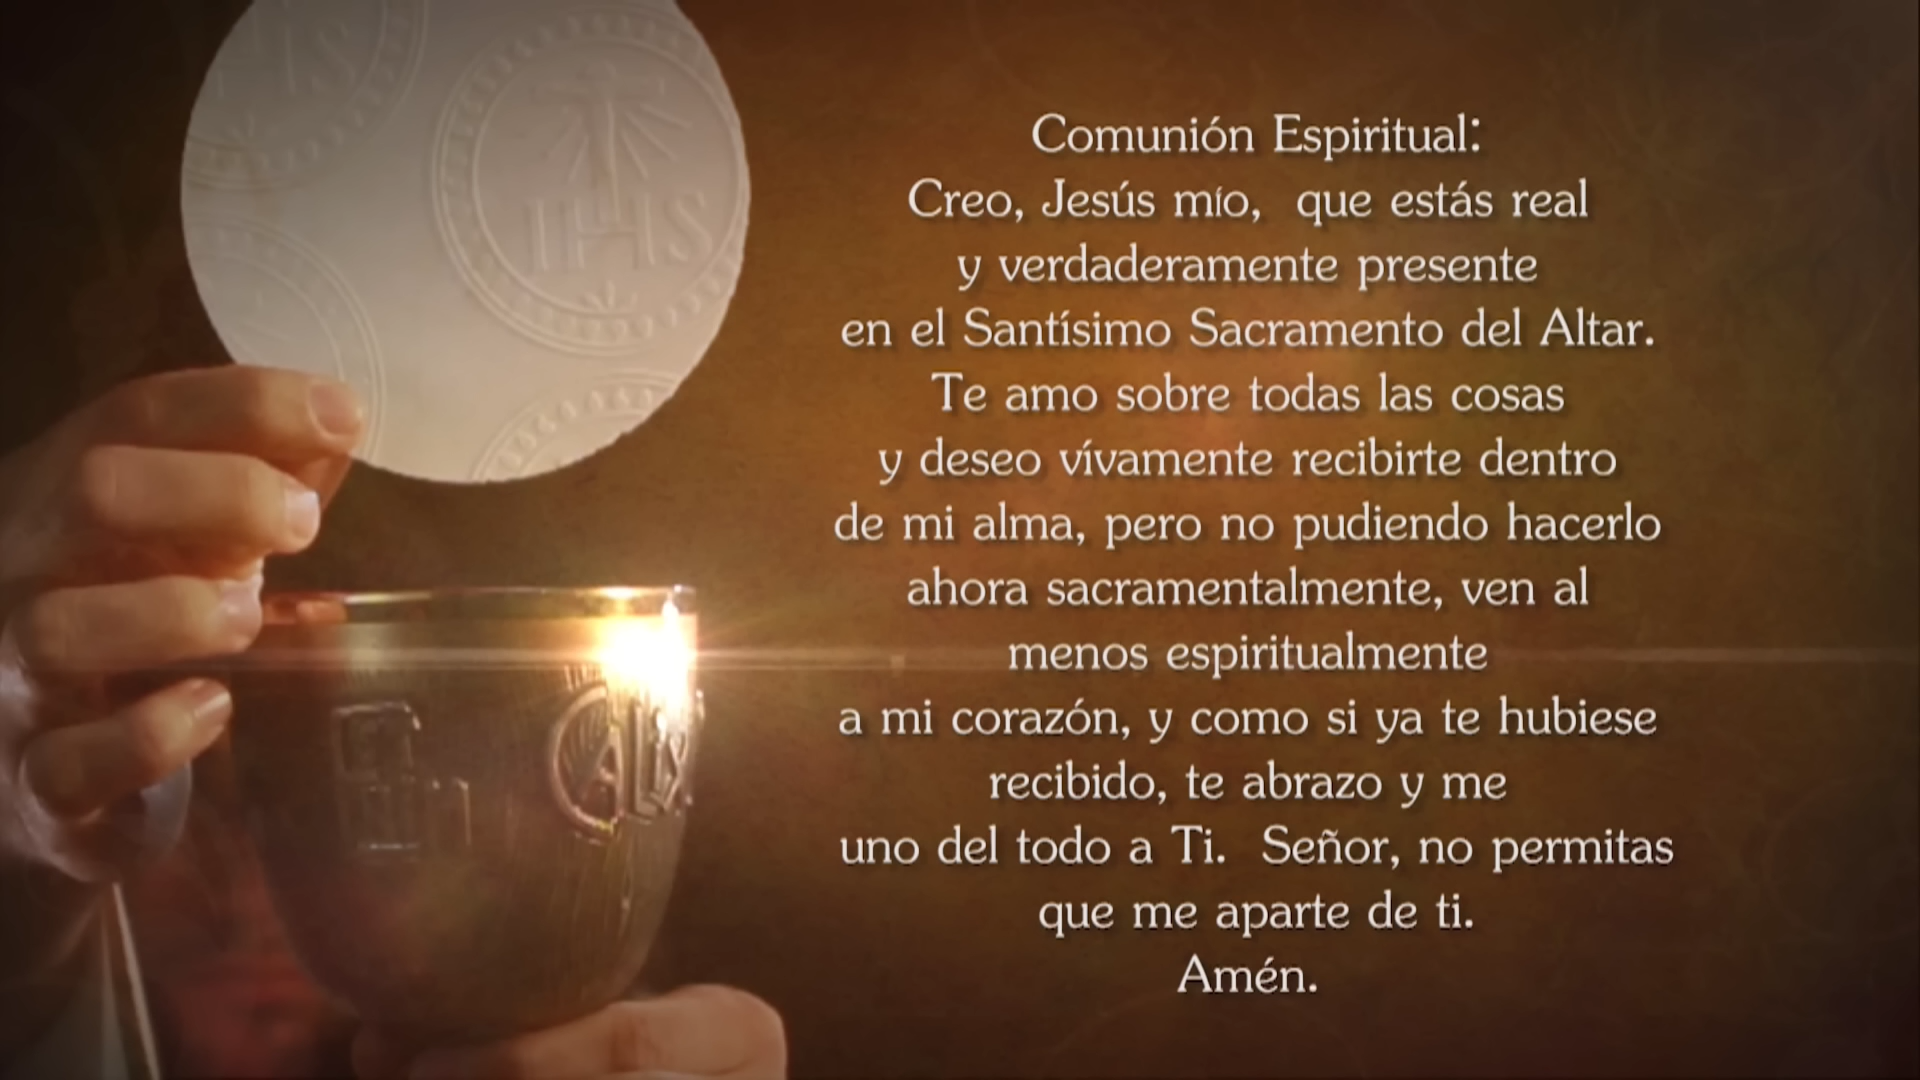 IHS
Comunión Espiritual:
Creo, Jesús mío,  que estás real
y verdaderamente presente
en el Santísimo Sacramento del Altar.
Te amo sobre todas las cosas
y deseo vívamente recibirte dentro
de mi alma, pero no pudiendo hacerlo
ahora sacramentalmente, ven al
menos espiritualmente
a mi corazón, y como si ya te hubiese
recibido, te abrazo y me
uno del todo a Ti.  Señor, no permitas
que me aparte de ti.
Amén.
CALIX